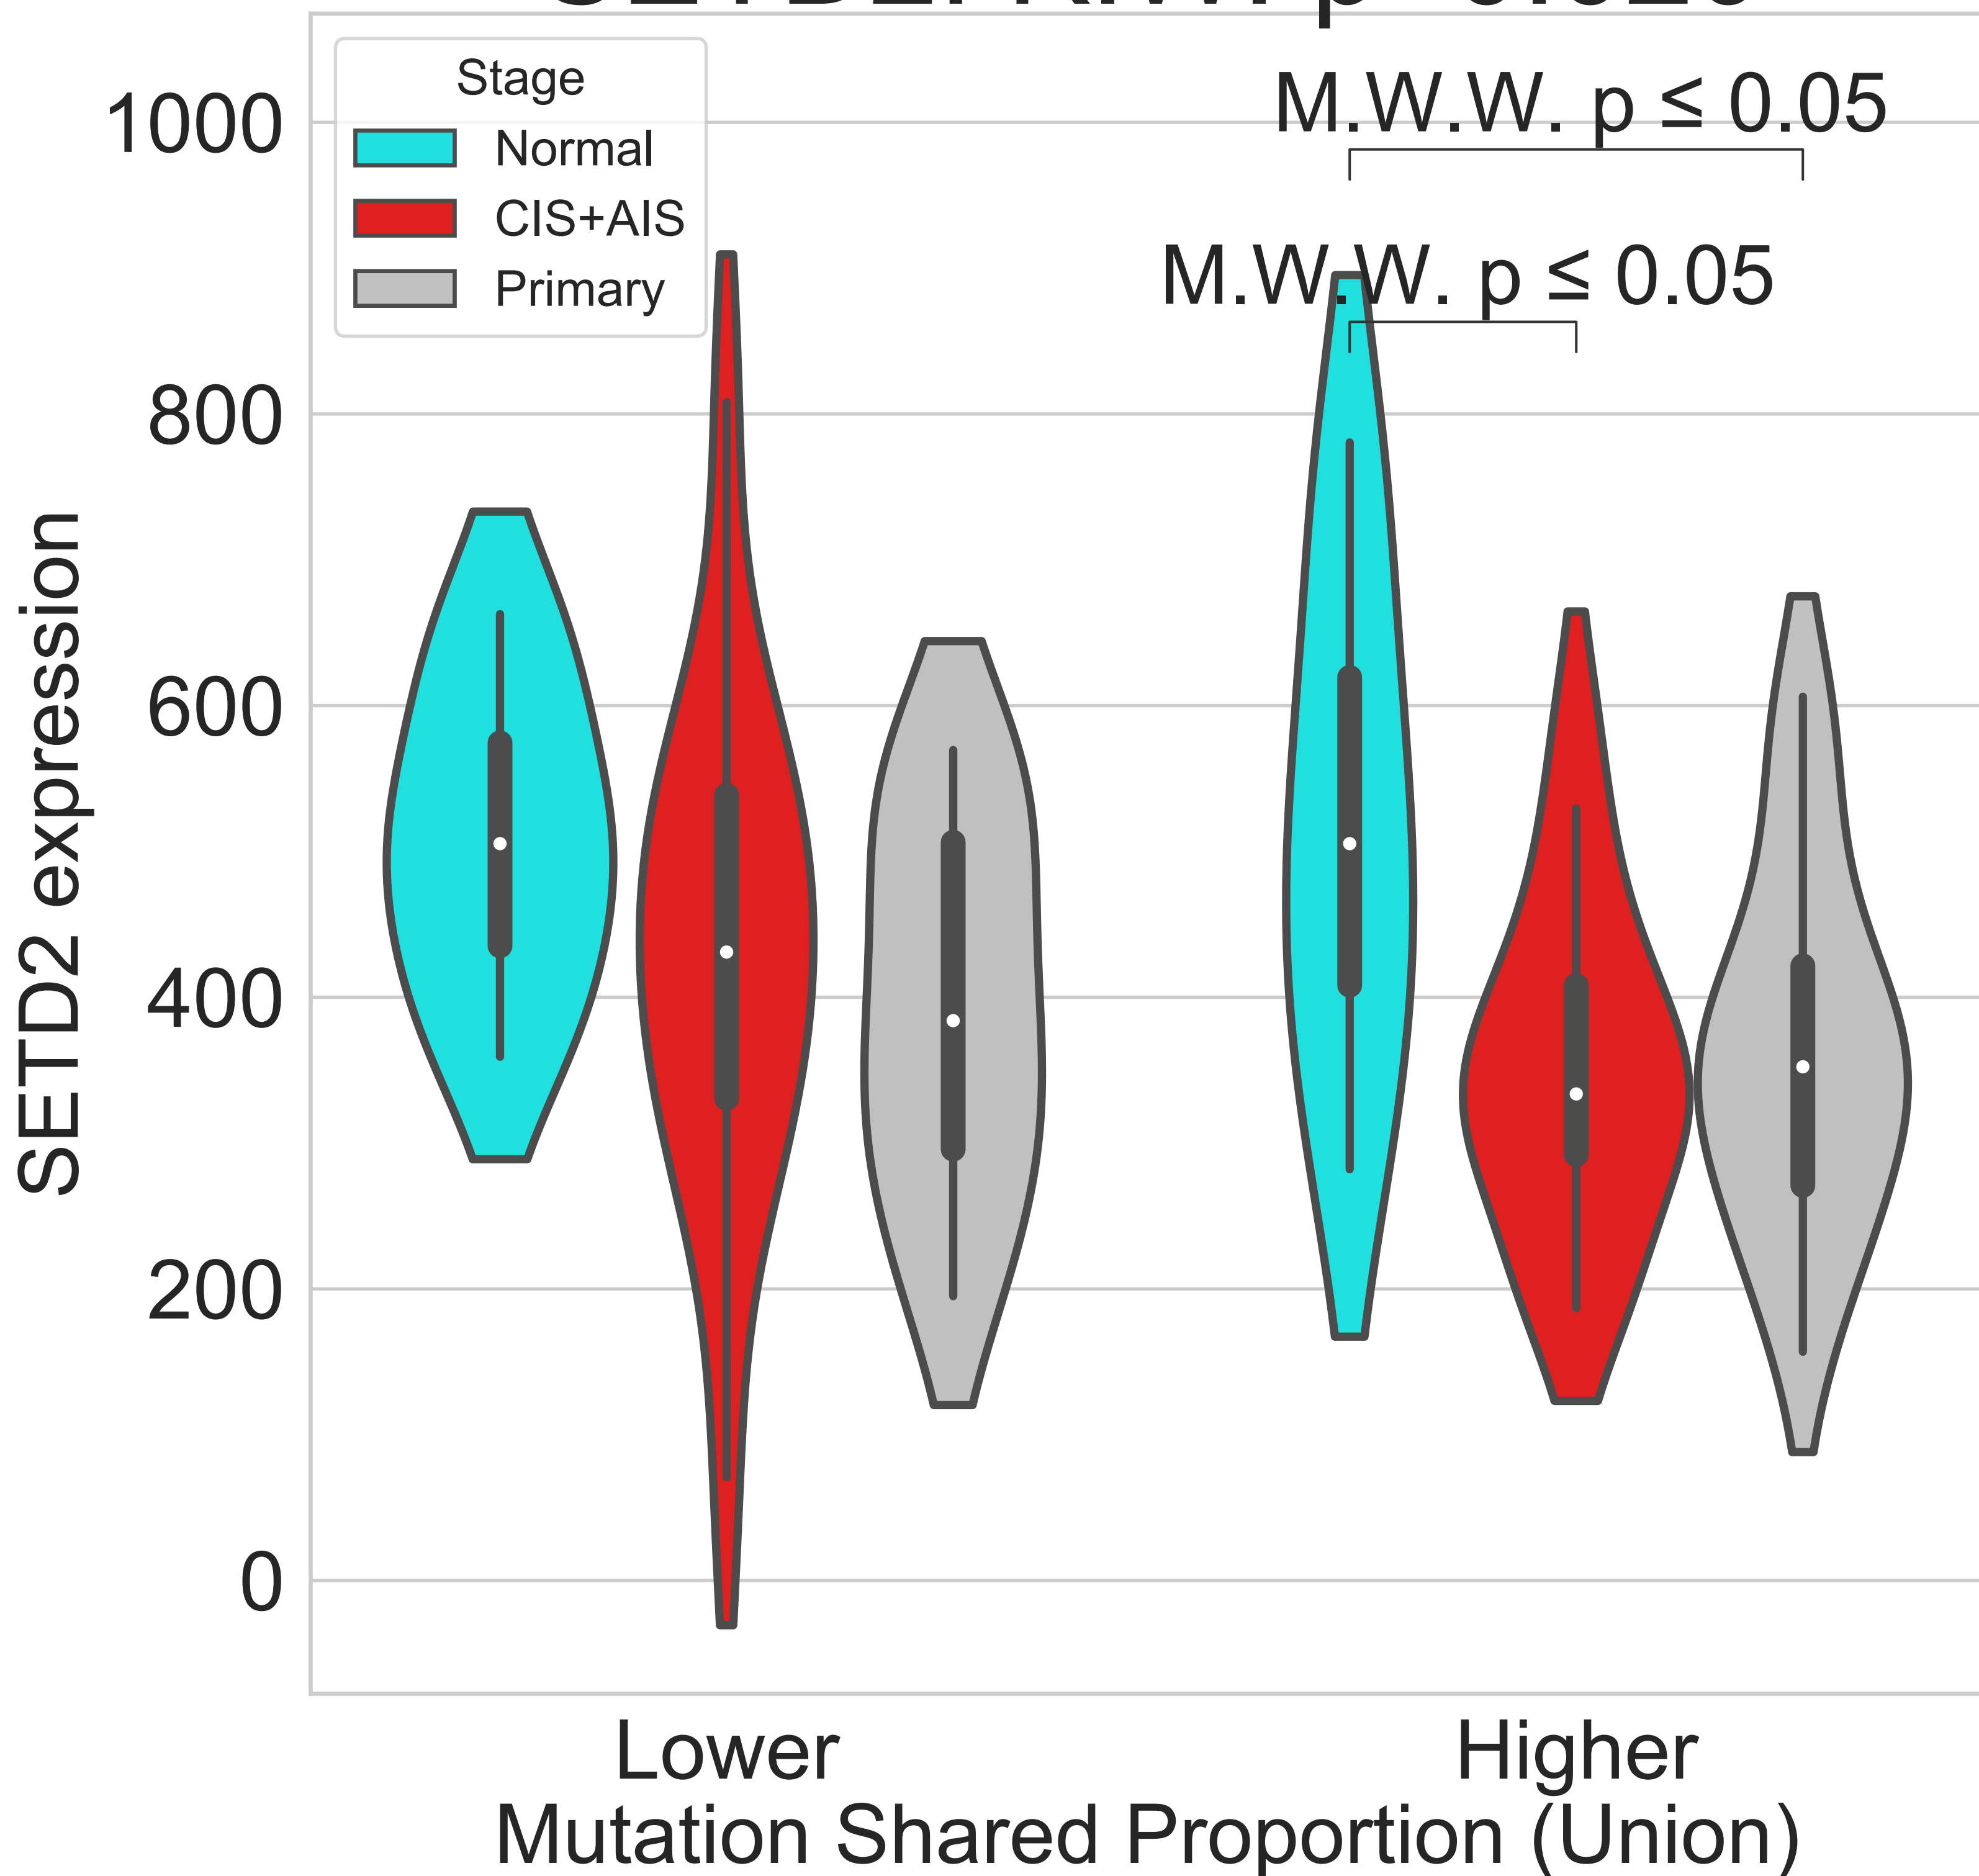 Stage
Normal
CIS+AIS
Primary
M.W.W. p ≤ 0.05
M.W.W. p ≤ 0.05
1000
800
600
400
200
0
SETD2 expression
Lower
Higher
Mutation Shared Proportion (Union)